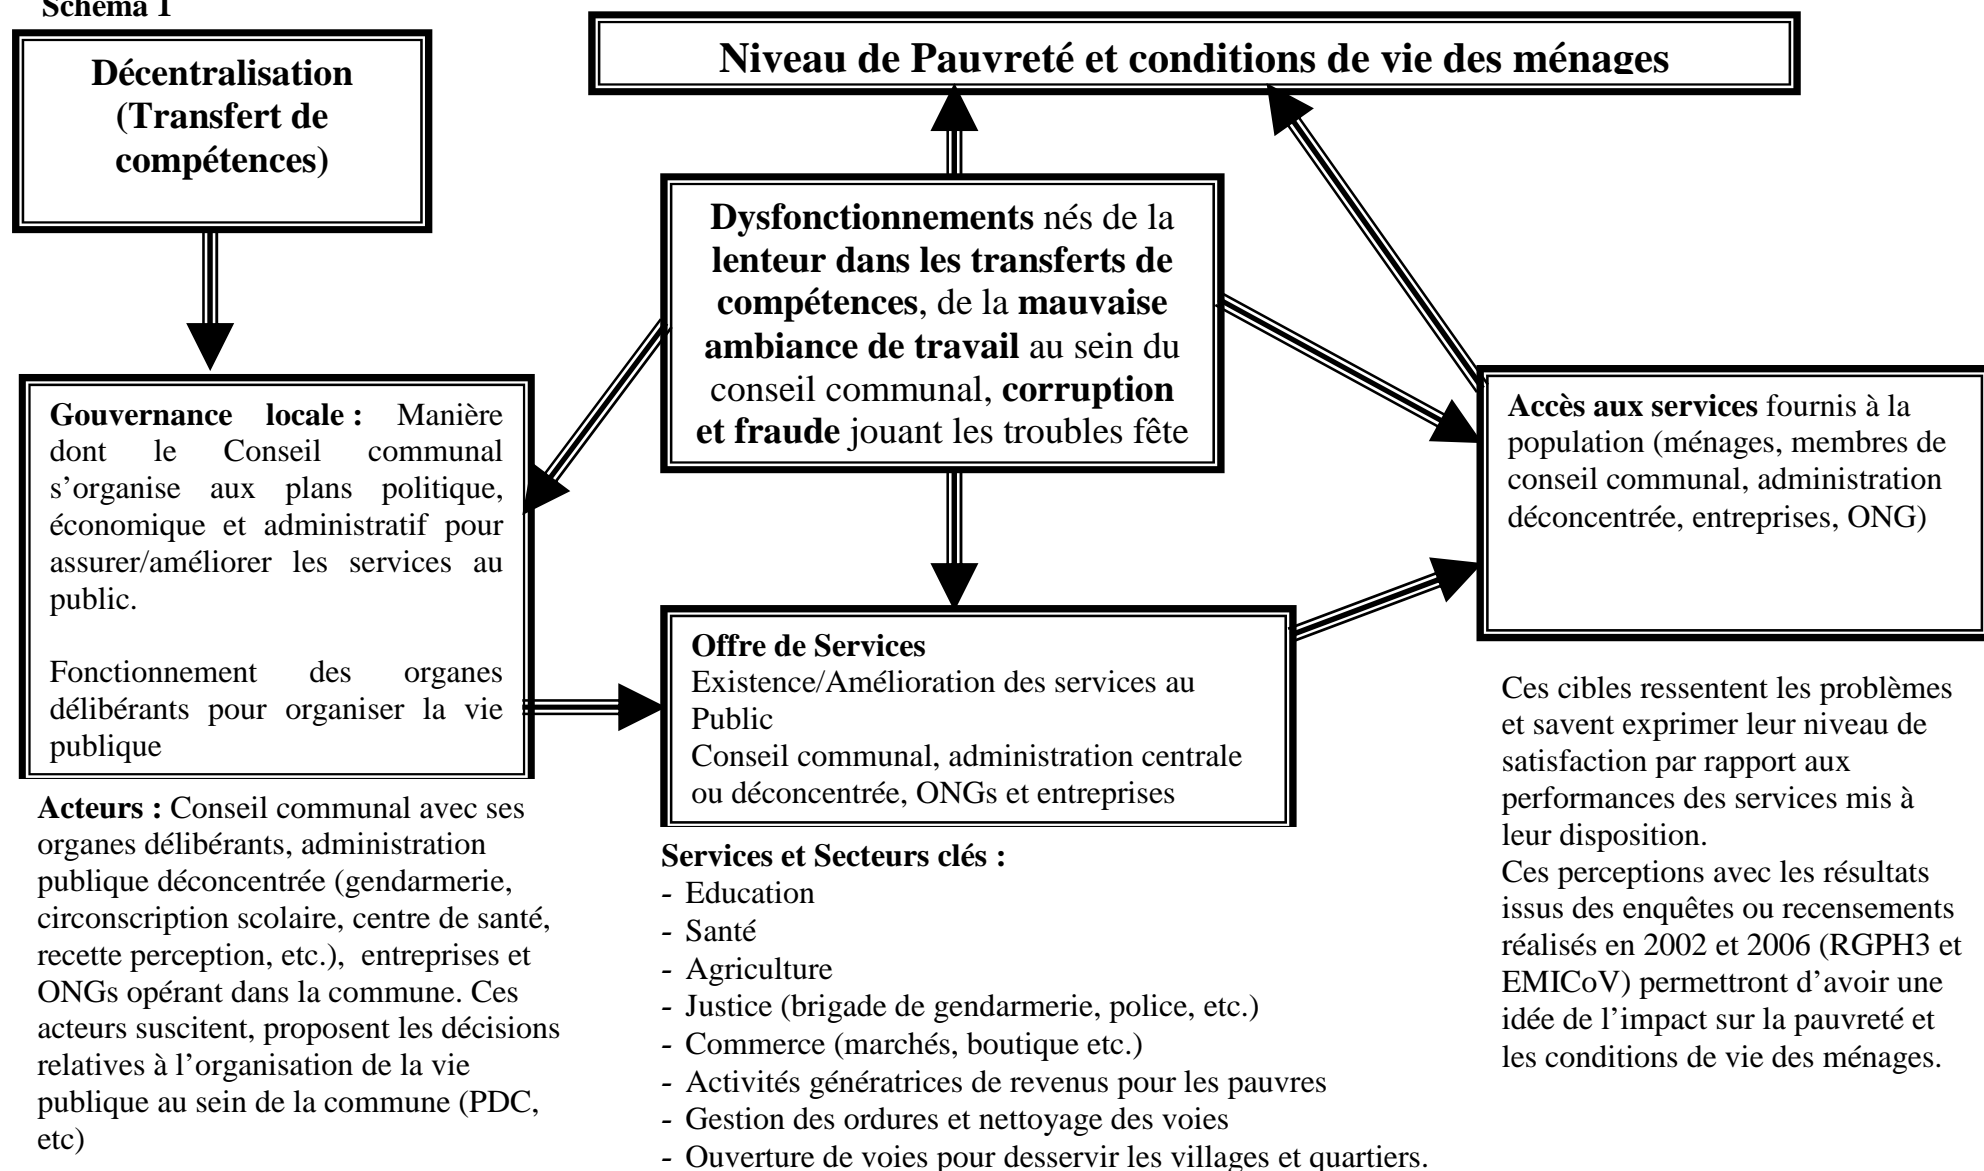 Schéma 1
Décentralisation
(Transfert de
compétences)
Niveau de Pauvreté et conditions de vie des ménages
Dysfonctionnements nés de la
lenteur dans les transferts de
compétences, de la mauvaise
ambiance de travail au sein du
conseil communal, corruption
et fraude jouant les troubles fête
Gouvernance locale : Manière
dont le Conseil communal
s’organise aux plans politique,
économique et administratif pour
assurer/améliorer les services au
public.
Fonctionnement des organes
délibérants pour organiser la vie
publique
Acteurs : Conseil communal avec ses
organes délibérants, administration
publique déconcentrée (gendarmerie,
circonscription scolaire, centre de santé,
recette perception, etc.), entreprises et
ONGs opérant dans la commune. Ces
acteurs suscitent, proposent les décisions
relatives à l’organisation de la vie
publique au sein de la commune (PDC,
etc)
Offre de Services
Existence/Amélioration des services au
Public
Conseil communal, administration centrale
ou déconcentrée, ONGs et entreprises
Services et Secteurs clés :
- Education
- Santé
- Agriculture
- Justice (brigade de gendarmerie, police, etc.)
- Commerce (marchés, boutique etc.)
- Activités génératrices de revenus pour les pauvres
- Gestion des ordures et nettoyage des voies
- Ouverture de voies pour desservir les villages et quartiers.
Accès aux services fournis à la
population (ménages, membres de
conseil communal, administration
déconcentrée, entreprises, ONG)
Ces cibles ressentent les problèmes
et savent exprimer leur niveau de
satisfaction par rapport aux
performances des services mis à
leur disposition.
Ces perceptions avec les résultats
issus des enquêtes ou recensements
réalisés en 2002 et 2006 (RGPH3 et
EMICoV) permettront d’avoir une
idée de l’impact sur la pauvreté et
les conditions de vie des ménages.